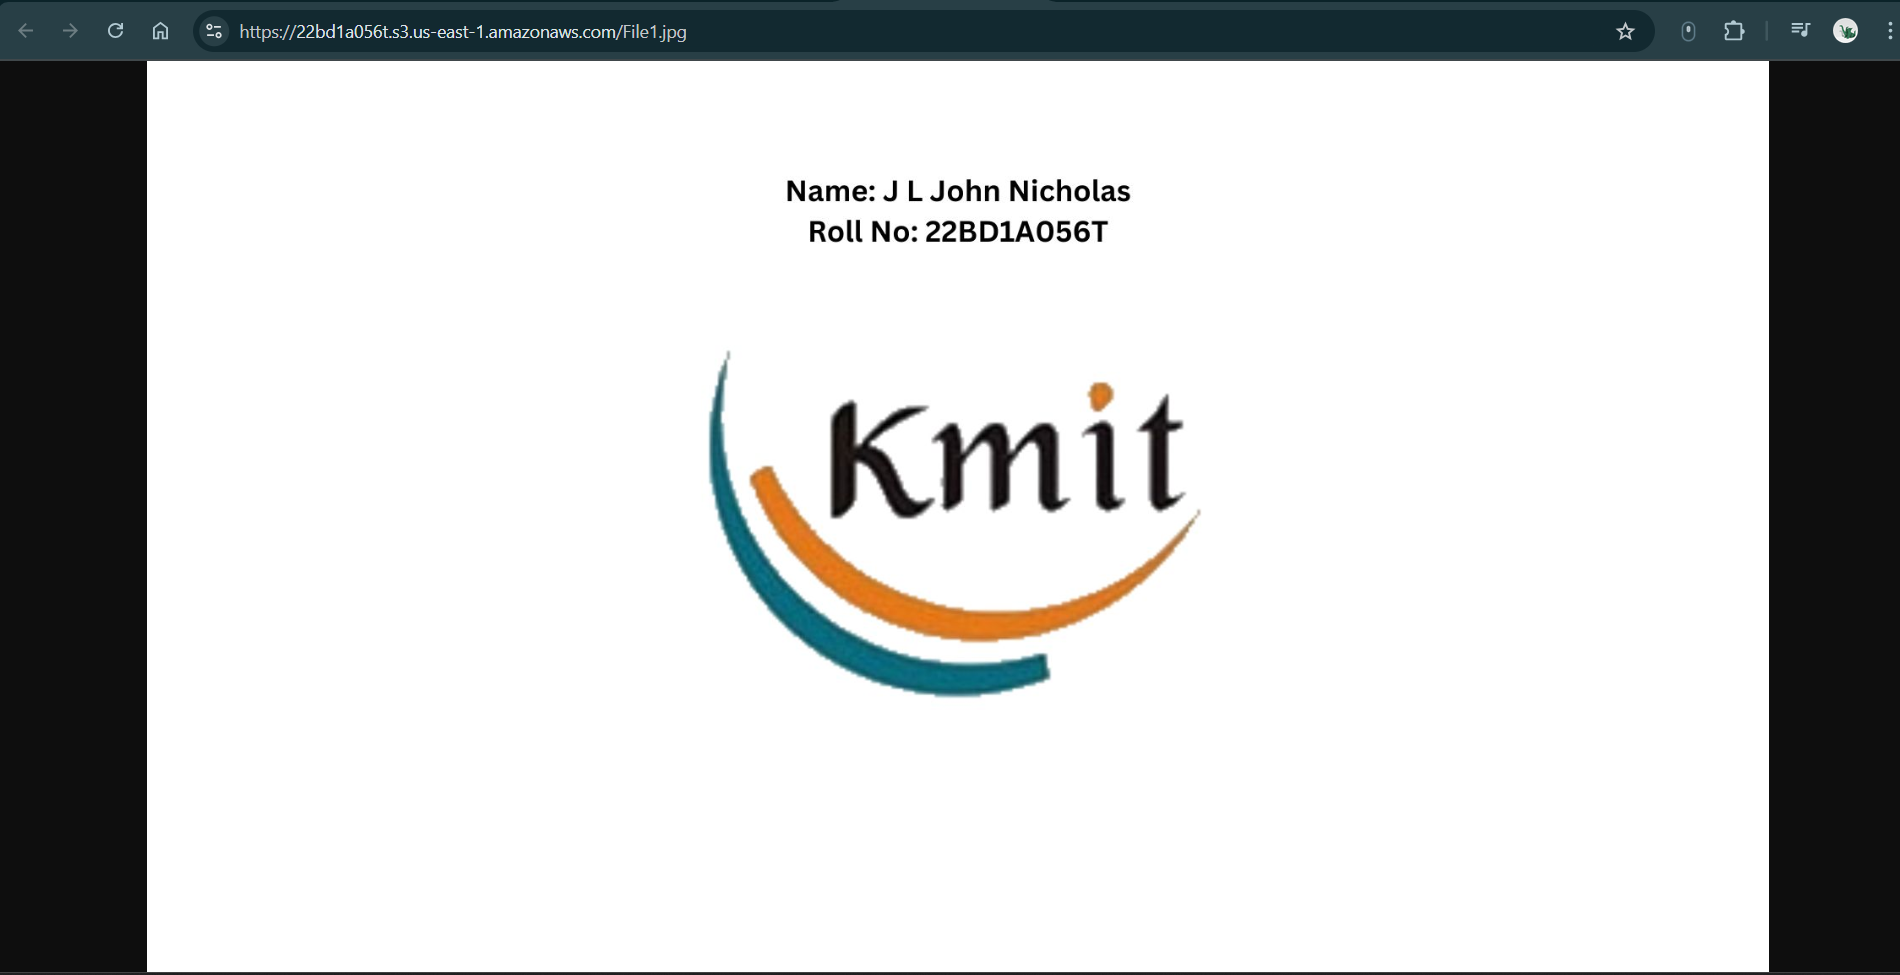 https://22bd1a056t.s3.us-east-1.amazonaws.com/File1.jpg
Name: J L John Nicholas
Roll No: 22BD1A056T
Kmit